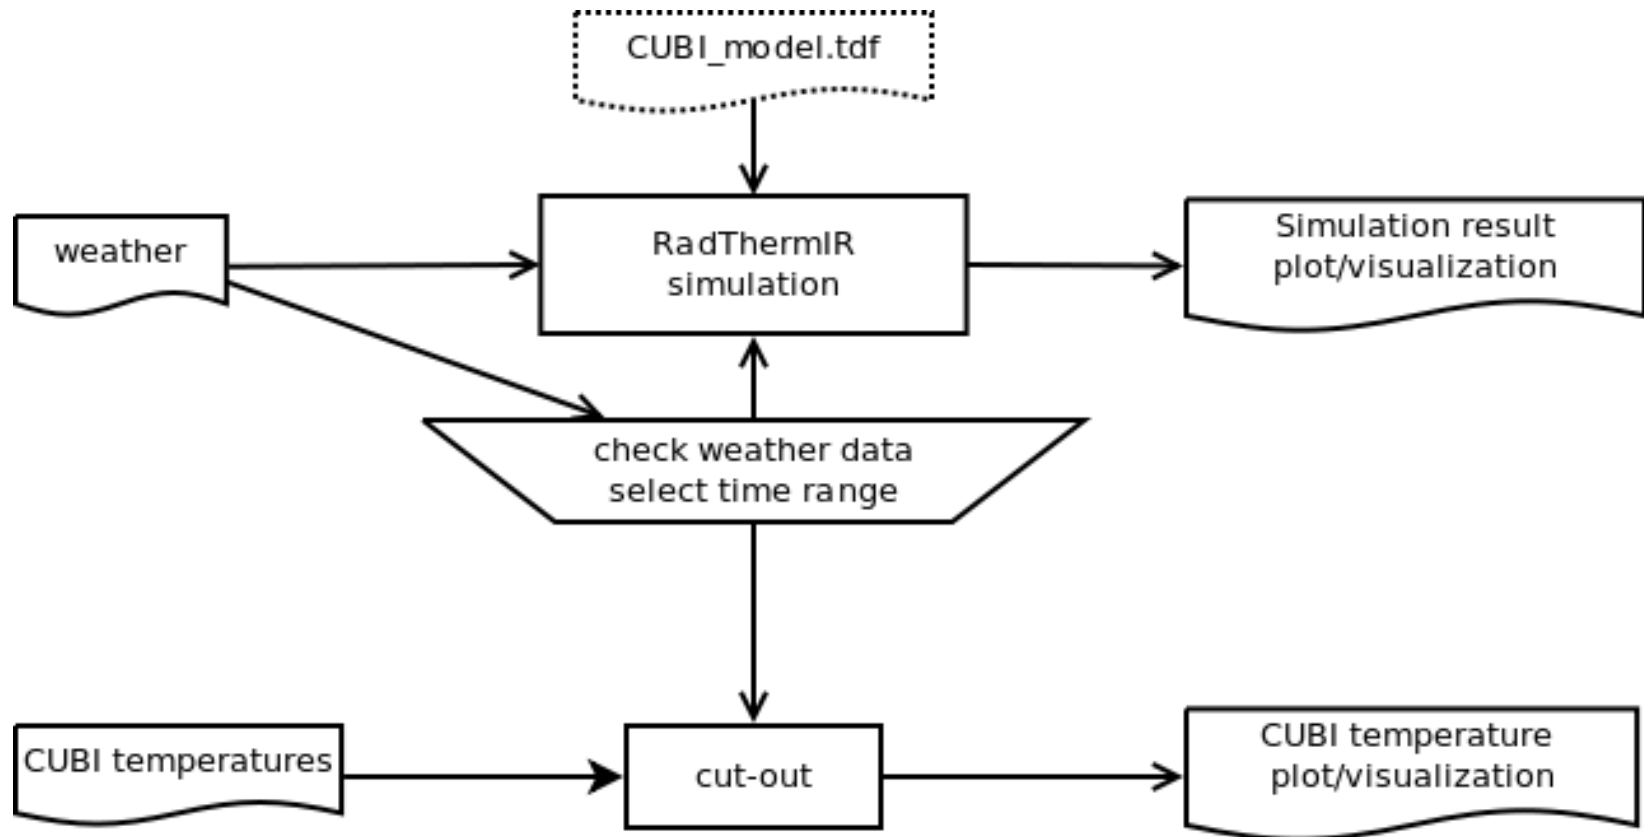 CUBI_model.tdf
weather
RadThermIR
simulation
Simulation result
plot/visualization
check weather data
select time range
CUBI temperatures
cut-out
CUBI temperature
plot/visualization